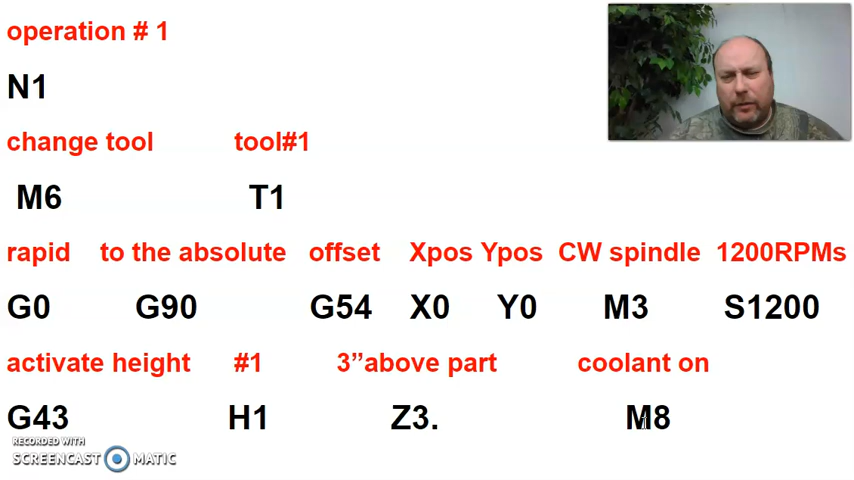 operation # 1
N1
change tool tool#1
M6 T1
rapid to the absolute offset Xpos Ypos CW spindle 1200RPMs
G0 G90 G54 X0 Y0 M3 S1200
activate height #1 3”above part coolant on
G43 H1 Z3. M8
RECORDED WITH
SCREENCAST MATIC